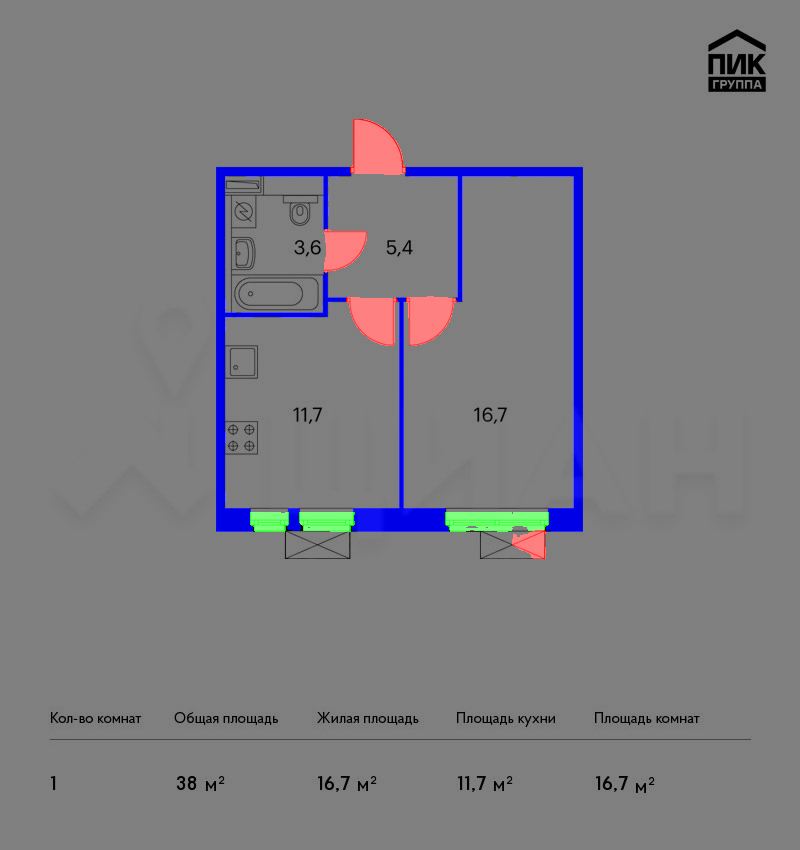 ПИК
ГРУППА
3,6
5,4
11,7
16,7
ЦИАН
Кол-во комнат Общая площадь Жилая площадь Площадь кухни Площадь комнат
1 38 м² 16,7 м² 11,7 м² 16,7 м²